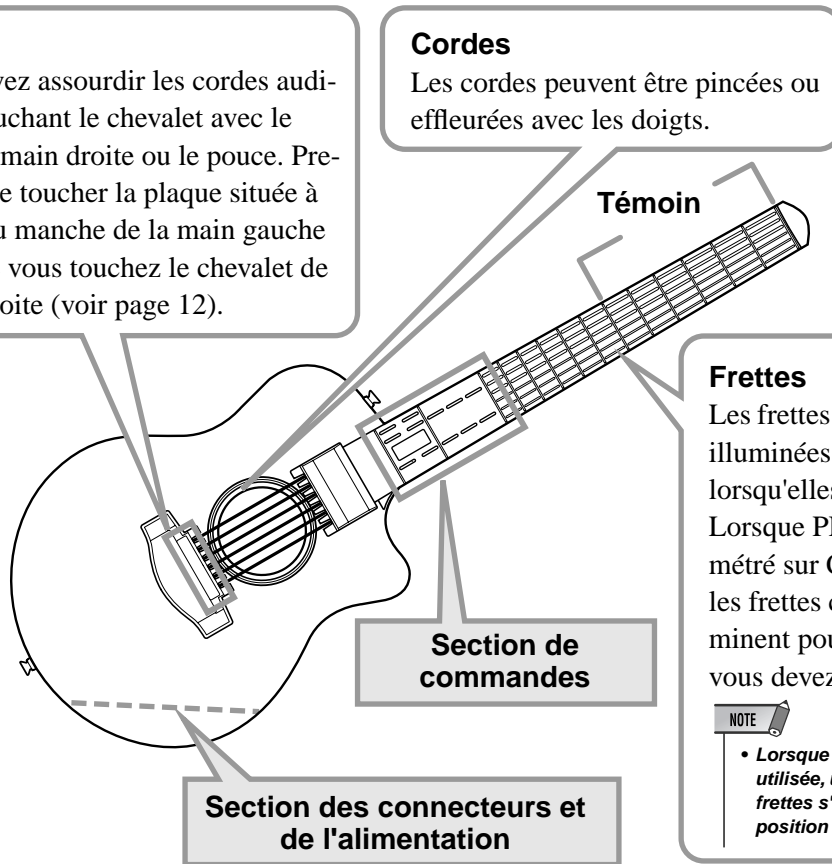 vez assourdir les cordes audi-
uchant le chevalet avec le
main droite ou le pouce. Pre-
e toucher la plaque située à
u manche de la main gauche
vous touchez le chevalet de
oite (voir page 12).
Cordes
Les cordes peuvent être pincées ou
effleurées avec les doigts.
Témoin
Frettes
Les frettes
illuminées
lorsqu'elles
Lorsque
métré sur
les frettes
minent pou
vous devez
NOTE
• Lorsque
utilisée,
frettes s'
position
Section de
commandes
Section des connecteurs et
de l'alimentation